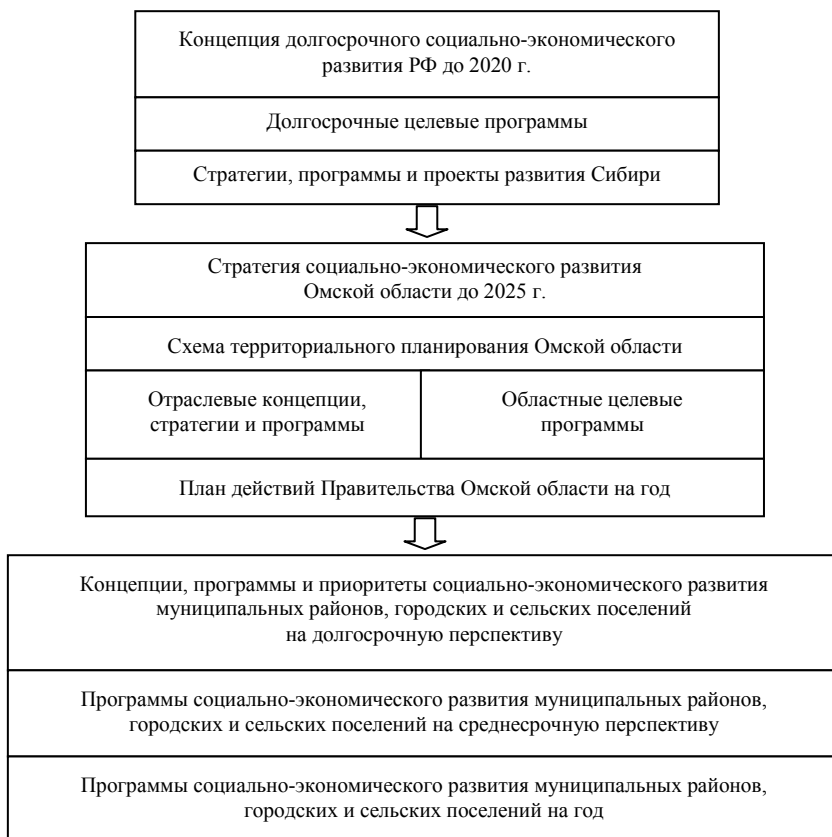 Концепция долгосрочного социально-экономического
развития РФ до 2020 г.
Долгосрочные целевые программы
Стратегии, программы и проекты развития Сибири
Стратегия социально-экономического развития
Омской области до 2025 г.
Схема территориального планирования Омской области
Отраслевые концепции,
стратегии и программы
Областные целевые
программы
План действий Правительства Омской области на год
Концепции, программы и приоритеты социально-экономического развития
муниципальных районов, городских и сельских поселений
на долгосрочную перспективу
Программы социально-экономического развития муниципальных районов,
городских и сельских поселений на среднесрочную перспективу
Программы социально-экономического развития муниципальных районов,
городских и сельских поселений на год